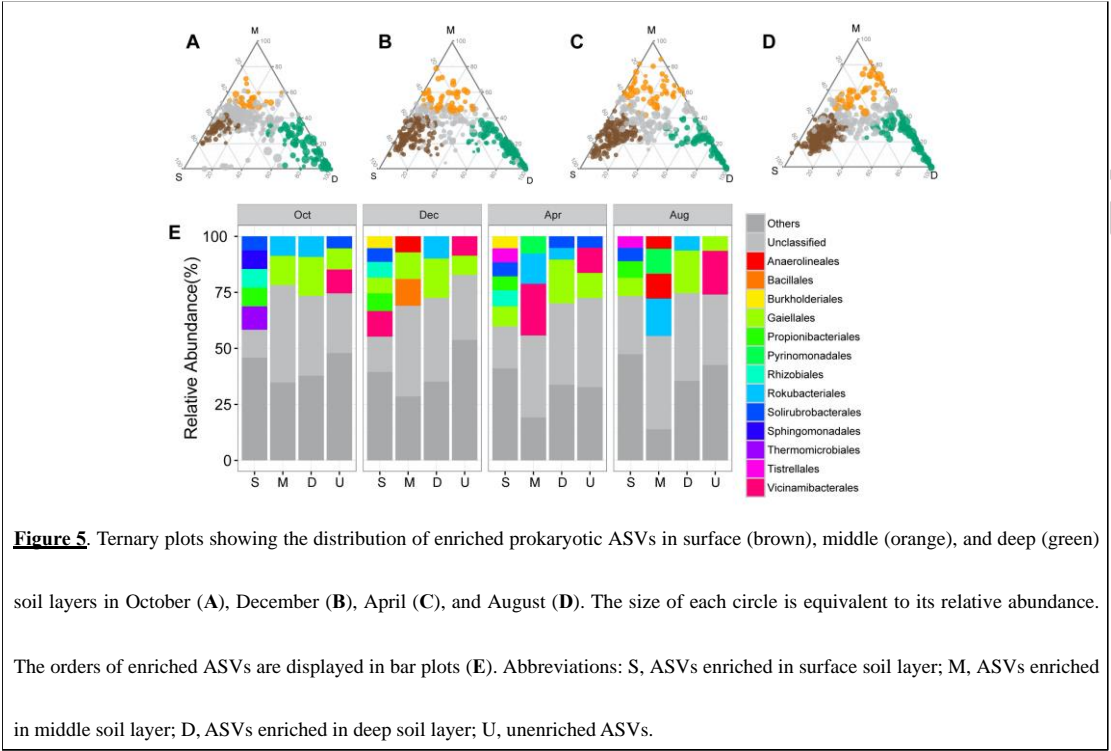 A B C D
M M M M
S D S D S D S D
E
Oct Dec Apr Aug
Relative Abundance(%)
100
75
50
25
0
S M D U S M D U S M D U S M D U
Others
Unclassified
Anaerolineales
Bacillales
Burkholderiales
Gaiellales
Propionibacteriales
Pyrinomonadales
Rhizobiales
Rokubacteriales
Solirubrobacterales
Sphingomonadales
Thermomicrobiales
Tistrellales
Vicinamibacterales
Figure 5. Ternary plots showing the distribution of enriched prokaryotic ASVs in surface (brown), middle (orange), and deep (green)
soil layers in October (A), December (B), April (C), and August (D). The size of each circle is equivalent to its relative abundance.
The orders of enriched ASVs are displayed in bar plots (E). Abbreviations: S, ASVs enriched in surface soil layer; M, ASVs enriched
in middle soil layer; D, ASVs enriched in deep soil layer; U, unenriched ASVs.